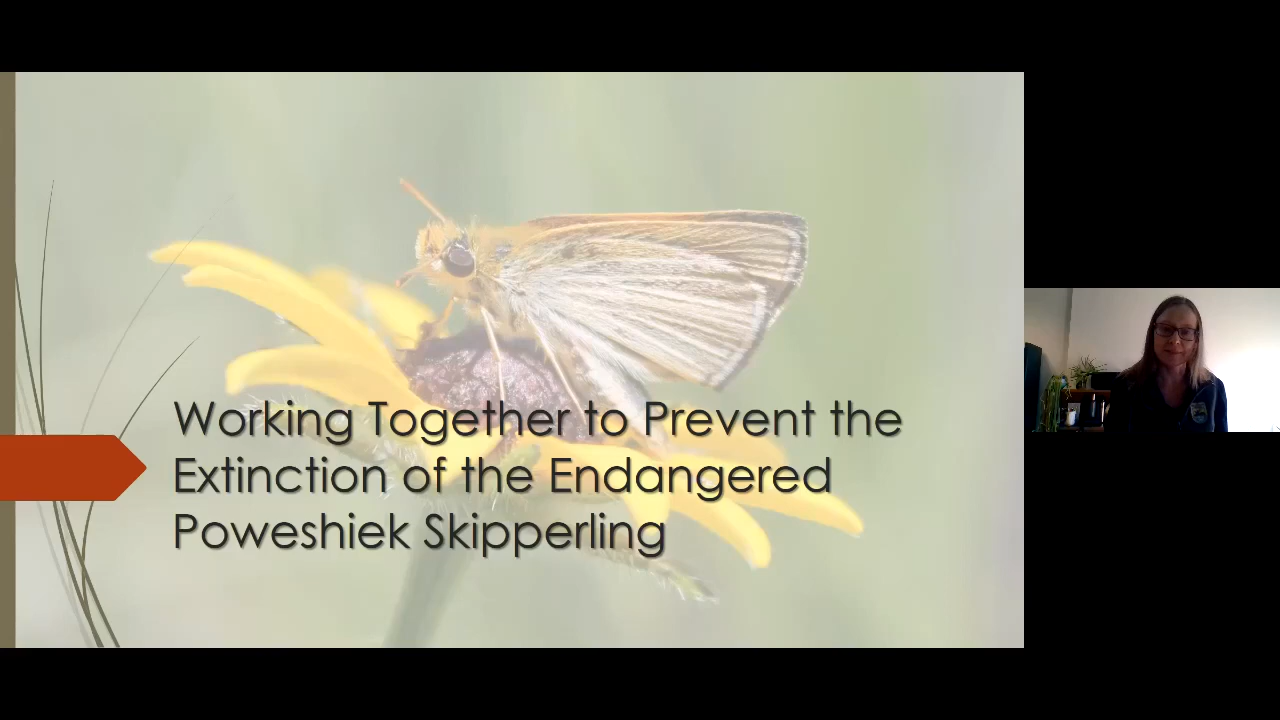 Working Together to Prevent the
Extinction of the Endangered
Poweshiek Skipperling